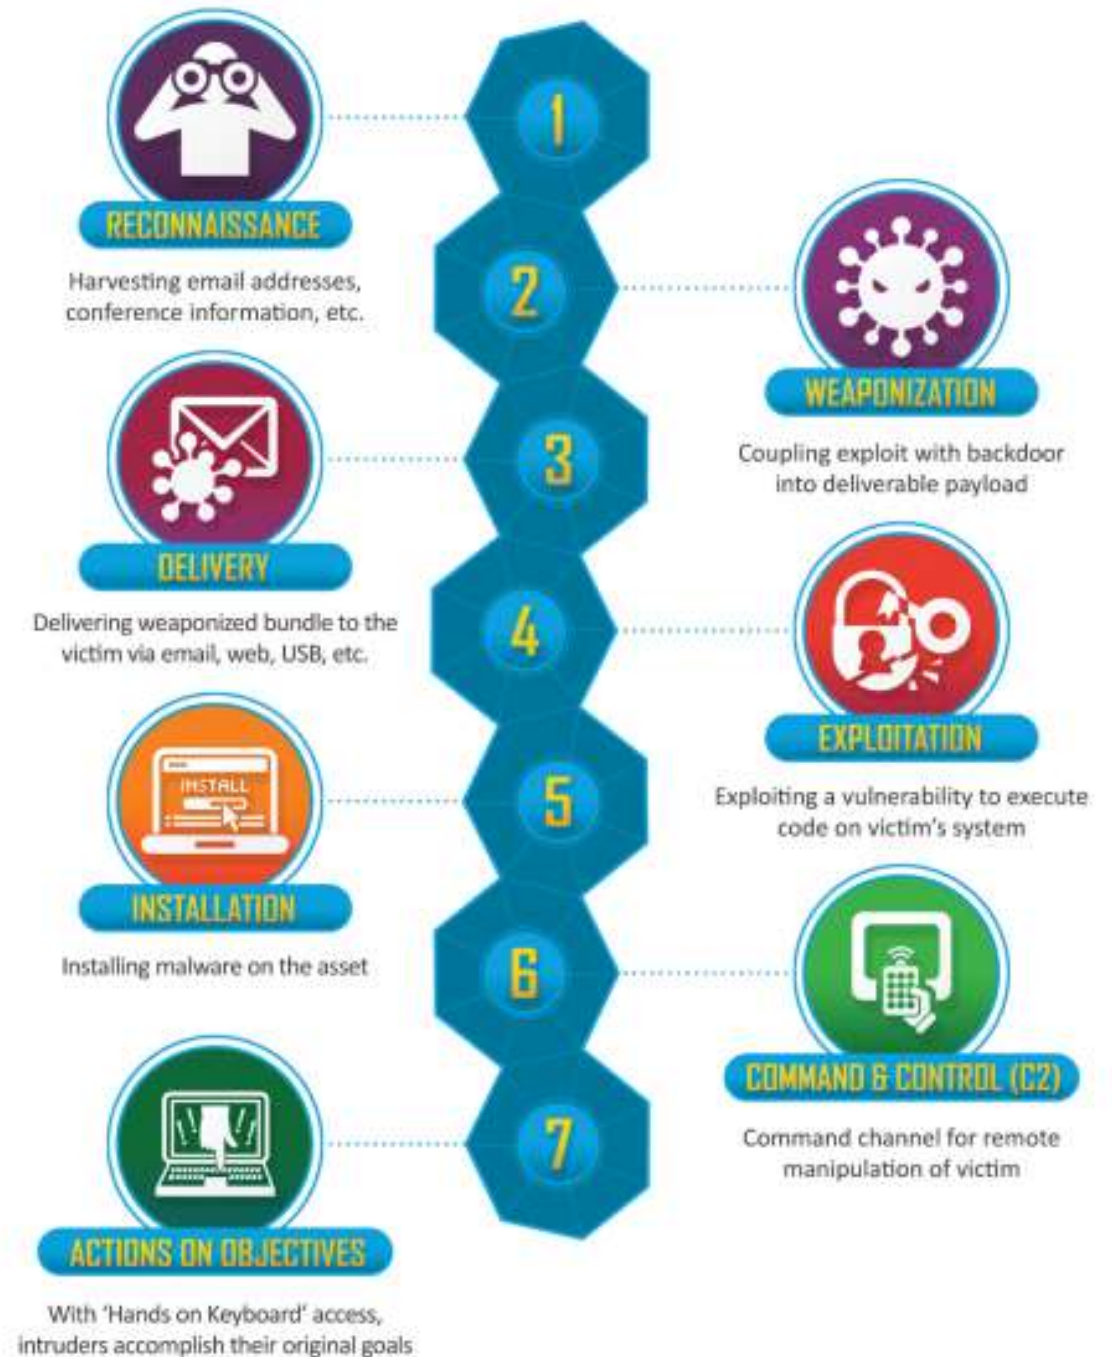 1
RECONNAISSANCE
Harvesting email addresses,
conference information, etc.
2
WEAPONIZATION
Coupling exploit with backdoor
into deliverable payload
3
DELIVERY
Delivering weaponized bundle to the
victim via email, web, USB, etc.
4
EXPLOITATION
Exploiting a vulnerability to execute
code on victim's system
5
INSTALL
INSTALLATION
Installing malware on the asset
6
COMMAND & CONTROL (C2)
Command channel for remote
manipulation of victim
7
ACTIONS ON OBJECTIVES
With 'Hands on Keyboard' access,
intruders accomplish their original goals